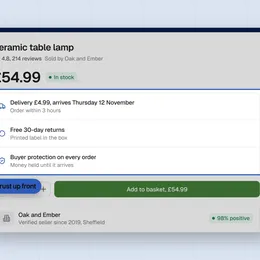 eramic table lamp
4.8, 214 reviews Sold by Oak and Ember
£54.99 In stock
Delivery £4.99, arrives Thursday 12 November
Order within 3 hours
Free 30-day returns
Printed label in the box
Buyer protection on every order
Money held until it arrives
rust up front
+
Add to basket, £54.99
Oak and Ember
Verified seller since 2019, Sheffield
98% positive